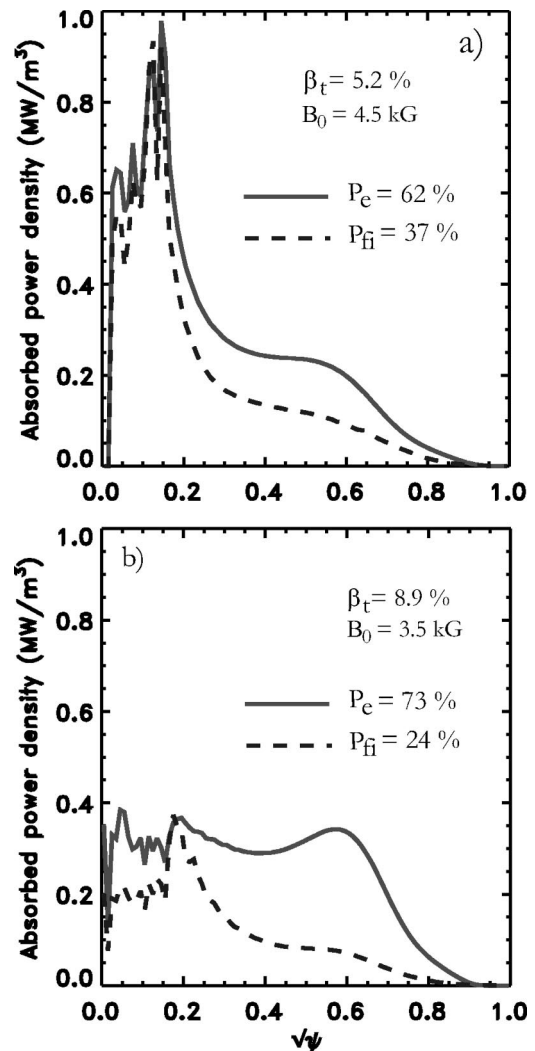 a)
βt = 5.2 %
B0 = 4.5 kG
Pe = 62 %
Pfi = 37 %
Absorbed power density (MW/m³)
1.0
0.8
0.6
0.4
0.2
0.0
0.0 0.2 0.4 0.6 0.8 1.0
b)
βt = 8.9 %
B0 = 3.5 kG
Pe = 73 %
Pfi = 24 %
Absorbed power density (MW/m³)
1.0
0.8
0.6
0.4
0.2
0.0
0.0 0.2 0.4 0.6 0.8 1.0
√ψ